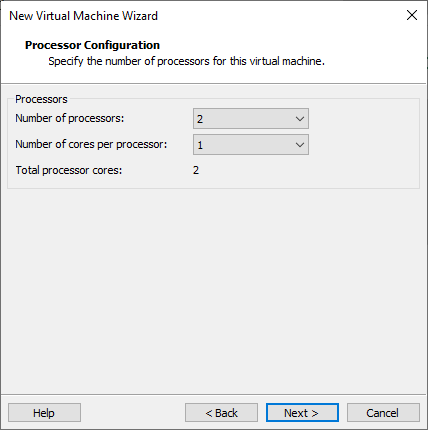 New Virtual Machine Wizard
Processor Configuration
Specify the number of processors for this virtual machine.
Processors
Number of processors: 2
Number of cores per processor: 1
Total processor cores: 2
Help < Back Next > Cancel